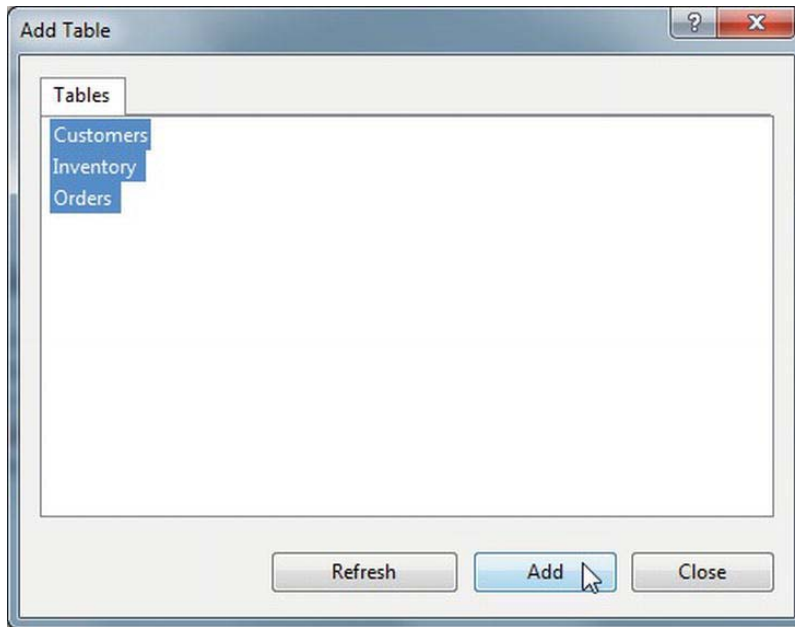 Add Table
?
Tables
Customers
Inventory
Orders
Refresh
Add
Close